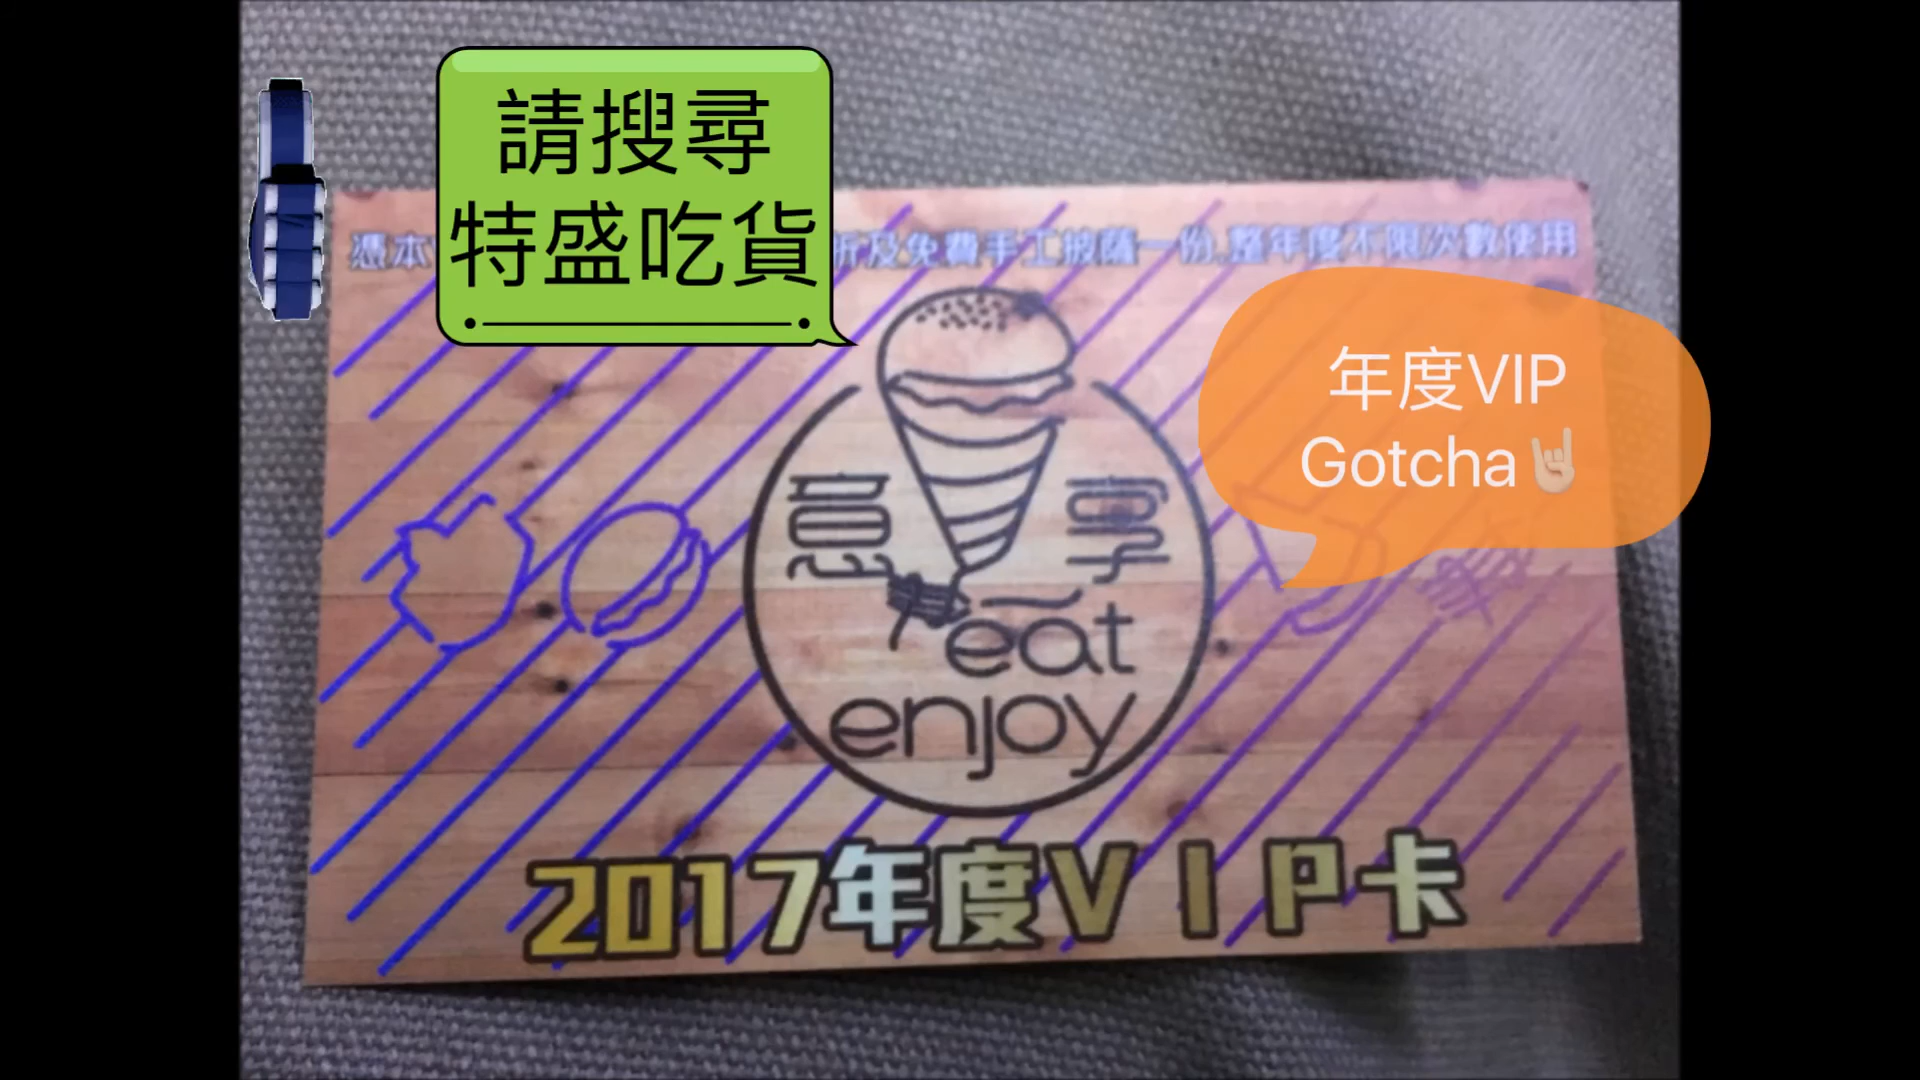 請搜尋
特盛吃貨
憑本
折及免費手工披薩一份,整年度不限次數使用
年度VIP
Gotcha🤘🏼
意享
eat
enjoy
2017年度VIP卡